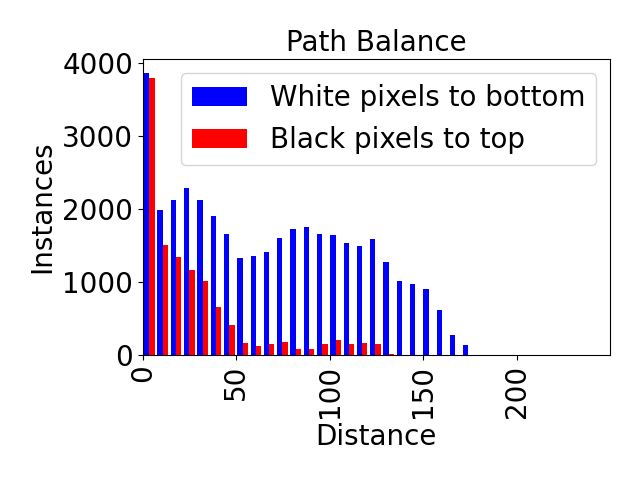 Path Balance
Instances
4000
3000
2000
1000
0
White pixels to bottom
Black pixels to top
0
50
100
150
200
Distance